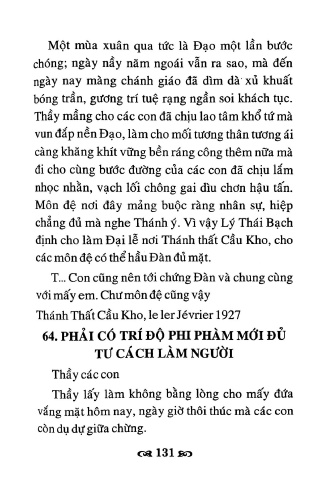 Một mùa xuân qua tức là Đạo một lần bước
chóng; ngày nầy năm ngoái vẫn ra sao, mà đến
ngày nay màng chánh giáo đã dìm dà xủ khuất
bóng trần, gương trí tuệ rạng ngần soi khách tục.
Thầy mầng cho các con đã chịu lao tâm khổ tứ mà
vun đắp nền Đạo, làm cho mối tương thân tương ái
càng khăng khít vững bền ráng công thêm nữa mà
đi cho cùng bước đường của các con đã chịu lấm
nhọc nhằn, vạch lối chông gai dìu chơn hậu tấn.
Môn đệ nơi đây mảng buộc ràng nhân sự, hiệp
chẳng đủ mà nghe Thánh ý. Vì vậy Lý Thái Bạch
định cho làm Đại lễ nơi Thánh thất Cầu Kho, cho
các môn đệ có thể hầu Đàn đủ mặt.
T... Con cũng nên tới chứng Đàn và chung cùng
với mấy em. Chư môn đệ cũng vậy
Thánh Thất Cầu Kho, le ler Jévrier 1927
64. PHẢI CÓ TRÍ ĐỘ PHI PHÀM MỚI ĐỦ
TƯ CÁCH LÀM NGƯỜI
Thầy các con
Thầy lấy làm không bằng lòng cho mấy đứa
vắng mặt hôm nay, ngày giờ thôi thúc mà các con
còn dụ dự giữa chừng.
131